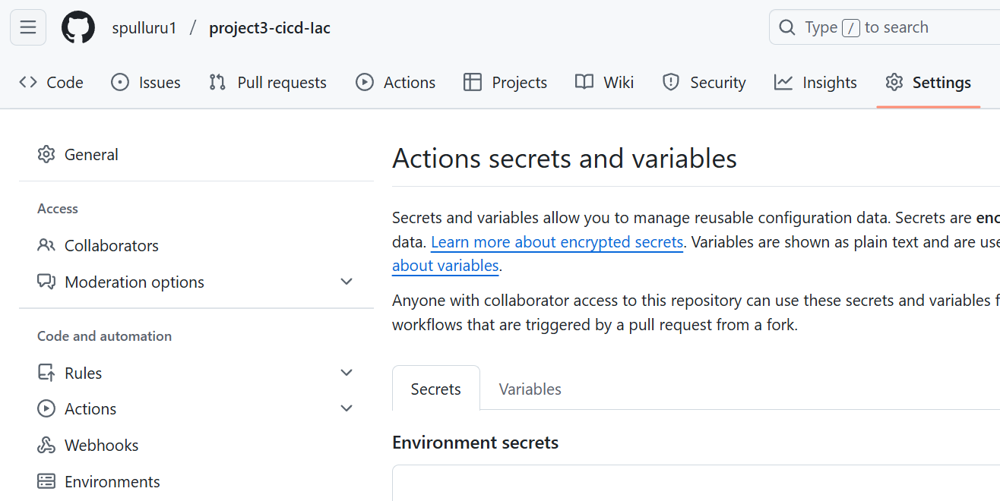 spulluru1 / project3-cicd-Iac
Type / to search
Code Issues Pull requests Actions Projects Wiki Security Insights Settings
General
Access
Collaborators
Moderation options
Code and automation
Rules
Actions
Webhooks
Environments
Actions secrets and variables
Secrets and variables allow you to manage reusable configuration data. Secrets are enc
data. Learn more about encrypted secrets. Variables are shown as plain text and are use
about variables.
Anyone with collaborator access to this repository can use these secrets and variables f
workflows that are triggered by a pull request from a fork.
Secrets Variables
Environment secrets